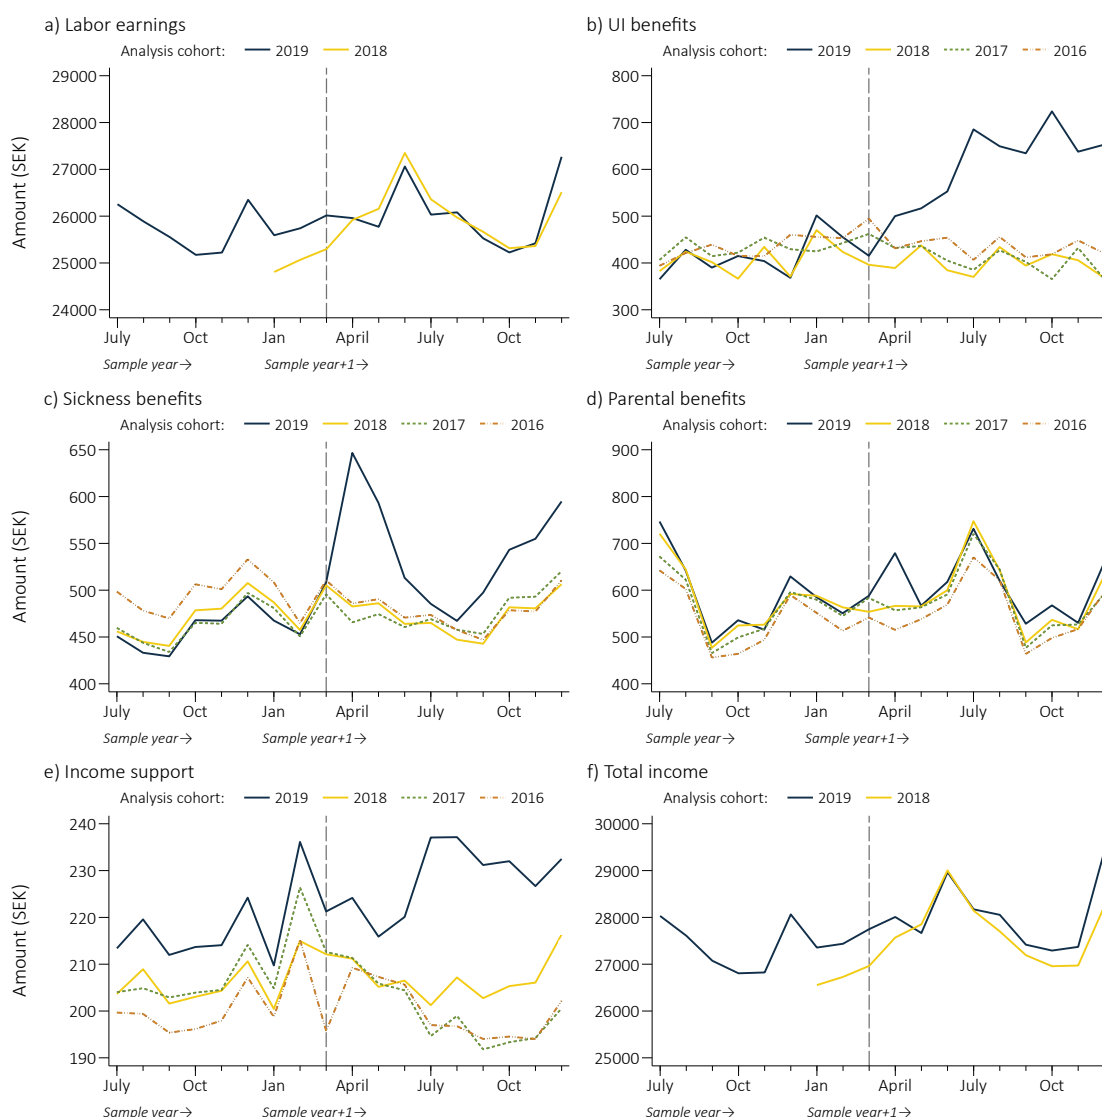 a) Labor earnings
Analysis cohort: 2019 2018
Amount (SEK)
29000
28000
27000
26000
25000
24000
July Oct Jan April July Oct
Sample year→ Sample year+1→
b) UI benefits
Analysis cohort: 2019 2018 2017 2016
800
700
600
500
400
300
July Oct Jan April July Oct
Sample year→ Sample year+1→
c) Sickness benefits
Analysis cohort: 2019 2018 2017 2016
Amount (SEK)
650
600
550
500
450
400
July Oct Jan April July Oct
Sample year→ Sample year+1→
d) Parental benefits
Analysis cohort: 2019 2018 2017 2016
900
800
700
600
500
400
July Oct Jan April July Oct
Sample year→ Sample year+1→
e) Income support
Analysis cohort: 2019 2018 2017 2016
Amount (SEK)
240
230
220
210
200
190
July Oct Jan April July Oct
Sample year→ Sample year+1→
f) Total income
Analysis cohort: 2019 2018
30000
29000
28000
27000
26000
25000
July Oct Jan April July Oct
Sample year→ Sample year+1→